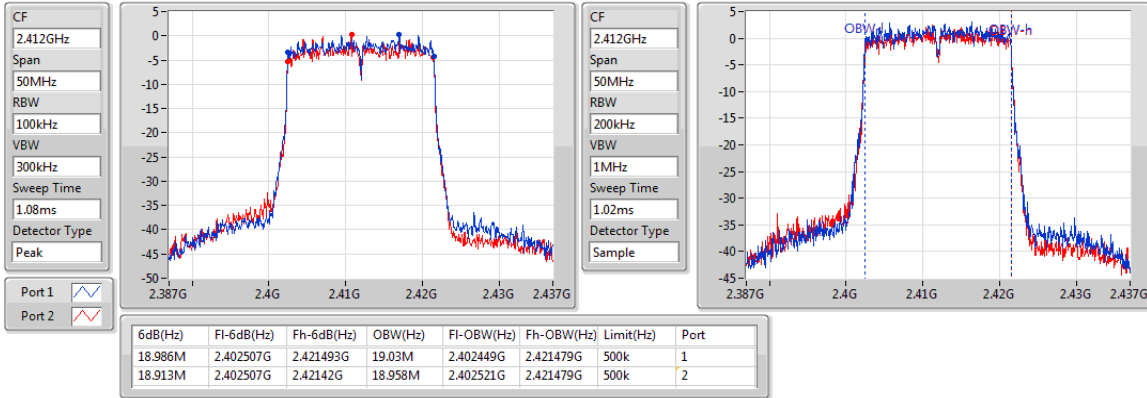 CF
2.412GHz
Span
50MHz
RBW
100kHz
VBW
300kHz
Sweep Time
1.08ms
Detector Type
Peak
Port 1
Port 2
5
0
-5
-10
-15
-20
-25
-30
-35
-40
-45
-50
2.387G 2.4G 2.41G 2.42G 2.43G 2.437G
CF
2.412GHz
Span
50MHz
RBW
200kHz
VBW
1MHz
Sweep Time
1.02ms
Detector Type
Sample
5
0
-5
-10
-15
-20
-25
-30
-35
-40
-45
OBW-h
2.387G 2.4G 2.41G 2.42G 2.43G 2.437G
6dB(Hz) Fl-6dB(Hz) Fh-6dB(Hz) OBW(Hz) Fl-OBW(Hz) Fh-OBW(Hz) Limit(Hz) Port
18.986M 2.402507G 2.421493G 19.03M 2.402449G 2.421479G 500k 1
18.913M 2.402507G 2.42142G 18.958M 2.402521G 2.421479G 500k 2